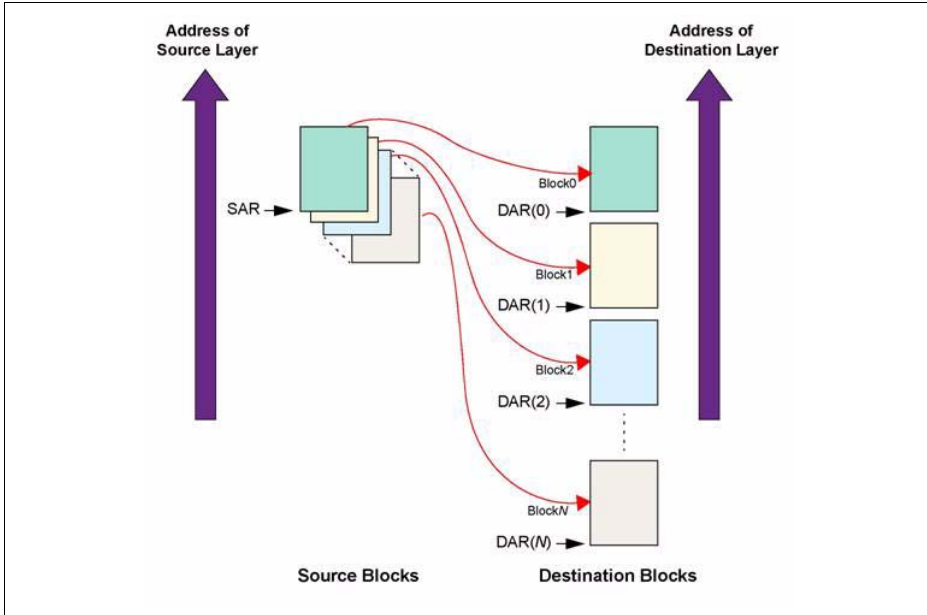 Address of
Source Layer
Address of
Destination Layer
Block0
SAR
DAR(0)
Block1
DAR(1)
Block2
DAR(2)
BlockN
DAR(N)
Source Blocks
Destination Blocks